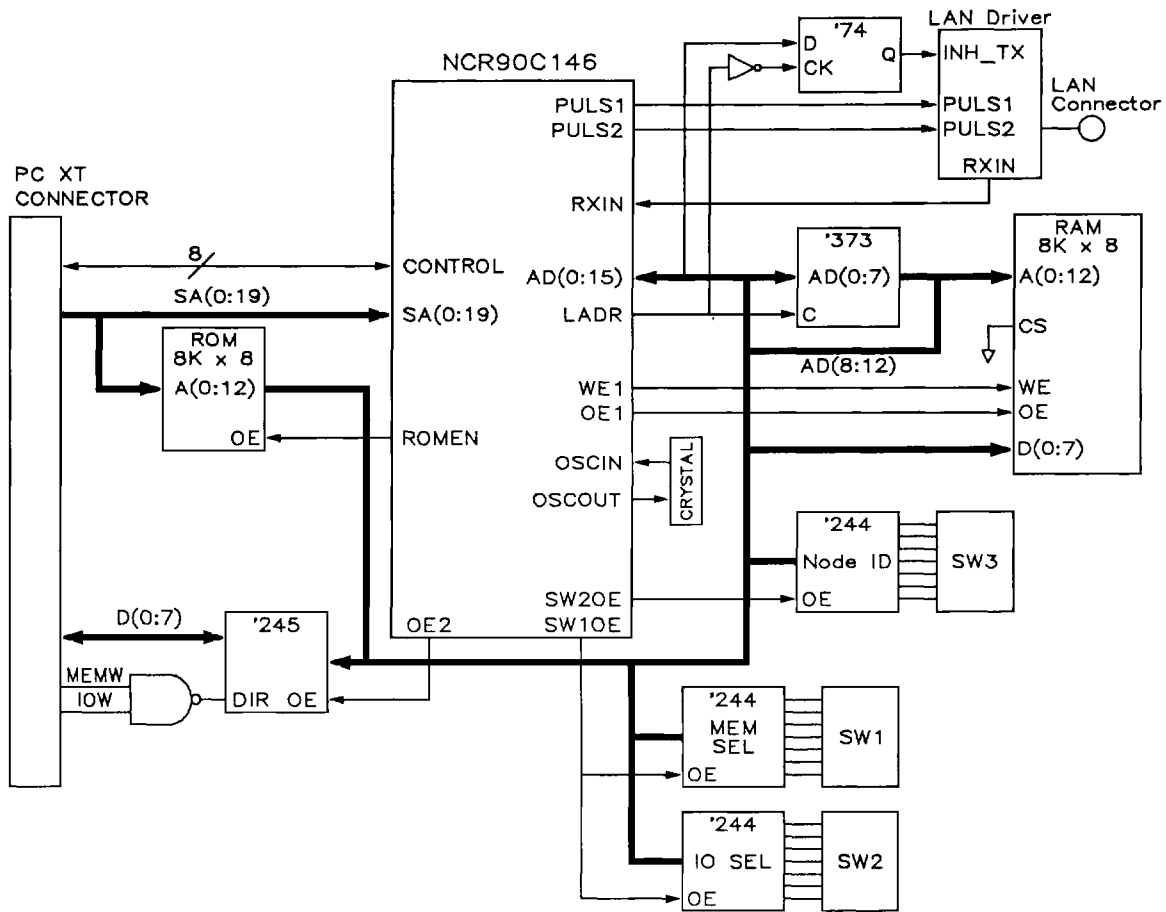 NCR90C146
PC XT
CONNECTOR
8
CONTROL
SA(0:19)
SA(0:19)
ROM
8K x 8
A(0:12)
OE
ROMEN
D(0:7)
'245
MEMW
IOW
DIR OE
OE2
PULS1
PULS2
RXIN
AD(0:15)
LADR
WE1
OE1
OSCIN
OSCOUT
CRYSTAL
SW2OE
SW1OE
'74
D
Q
CK
LAN Driver
INH_TX
PULS1
PULS2
RXIN
LAN
Connector
'373
AD(0:7)
C
AD(8:12)
RAM
8K x 8
A(0:12)
CS
WE
OE
D(0:7)
'244
Node ID
OE
SW3
'244
MEM
SEL
OE
SW1
'244
IO SEL
OE
SW2